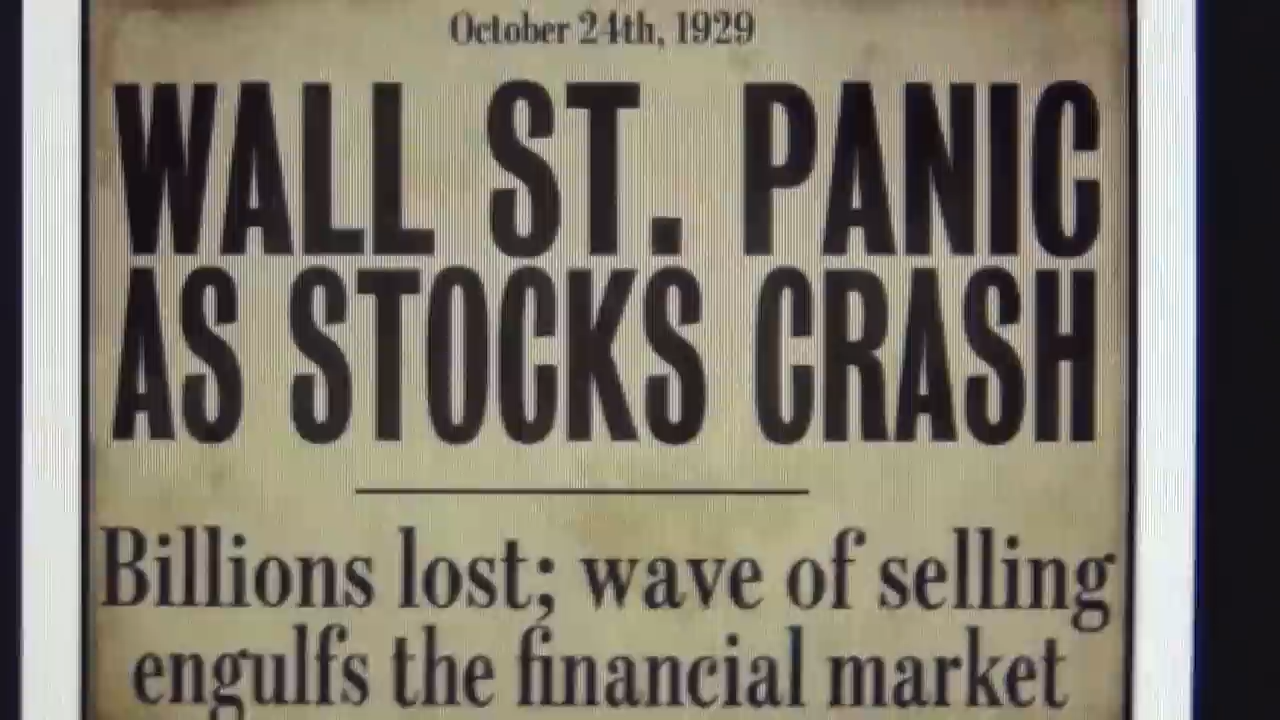 October 24th, 1929
WALL ST. PANIC
AS STOCKS CRASH
Billions lost; wave of selling
engulfs the financial market